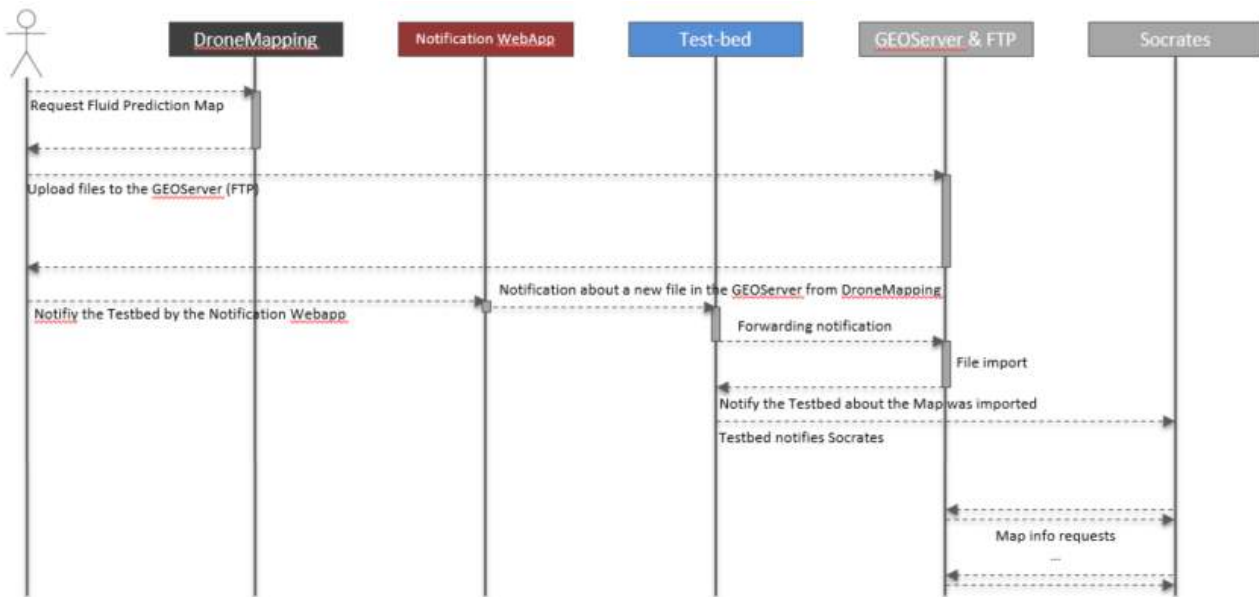 DroneMapping
Notification WebApp
Test-bed
GEOServer & FTP
Socrates
Request Fluid Prediction Map
Upload files to the GEOServer (FTP)
Notification about a new file in the GEOServer from DroneMapping
Notifiy the Testbed by the Notification Webapp
Forwarding notification
File import
Notify the Testbed about the Map was imported
Testbed notifies Socrates
Map info requests
...